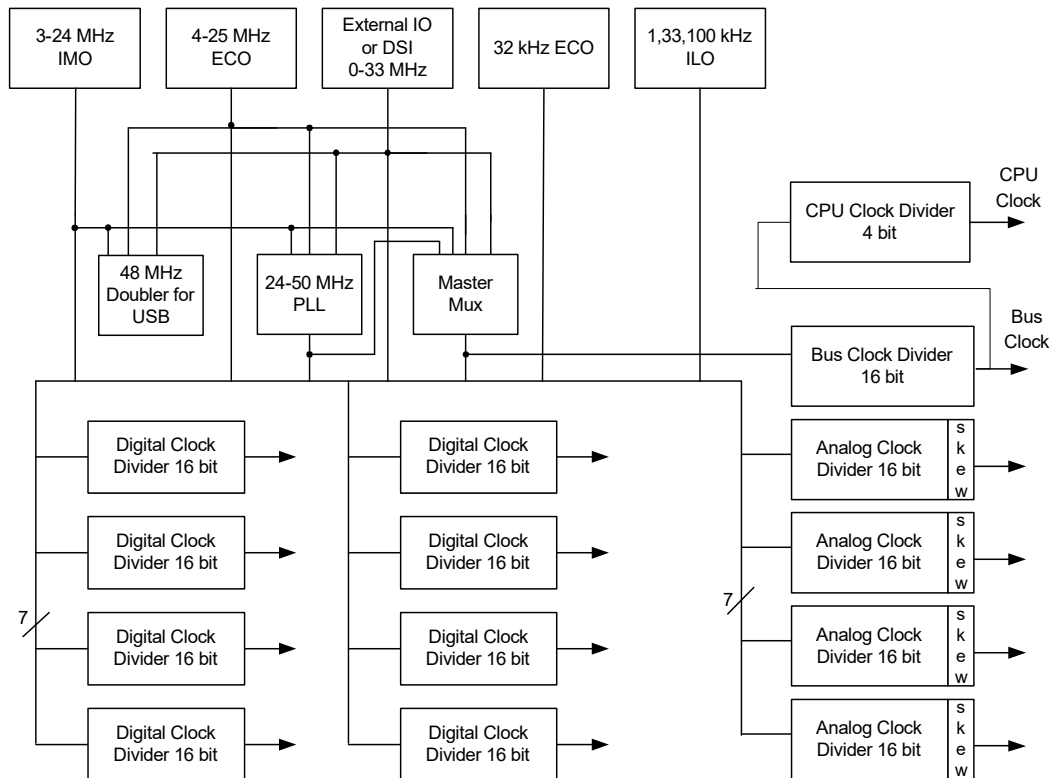 3-24 MHz
IMO
4-25 MHz
ECO
External IO
or DSI
0-33 MHz
32 kHz ECO
1,33,100 kHz
ILO
CPU
Clock
CPU Clock Divider
4 bit
48 MHz
Doubler for
USB
24-50 MHz
PLL
Master
Mux
Bus
Clock
Bus Clock Divider
16 bit
Digital Clock
Divider 16 bit
Digital Clock
Divider 16 bit
Analog Clock
Divider 16 bit
s
k
e
w
Digital Clock
Divider 16 bit
Digital Clock
Divider 16 bit
Analog Clock
Divider 16 bit
s
k
e
w
7
7
Digital Clock
Divider 16 bit
Digital Clock
Divider 16 bit
Analog Clock
Divider 16 bit
s
k
e
w
Digital Clock
Divider 16 bit
Digital Clock
Divider 16 bit
Analog Clock
Divider 16 bit
s
k
e
w